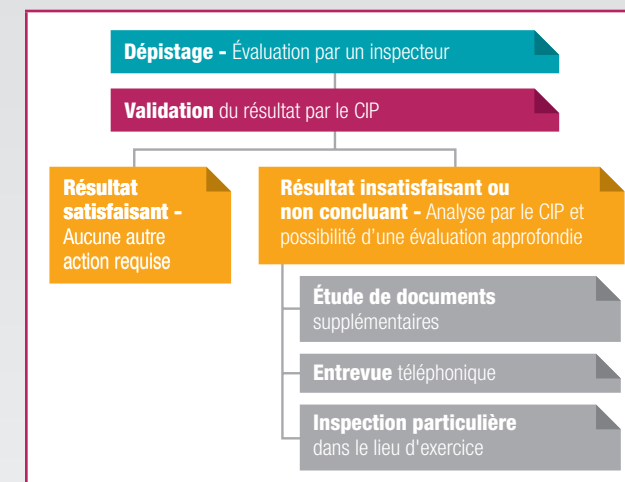 Dépistage - Évaluation par un inspecteur
Validation du résultat par le CIP
Résultat
satisfaisant -
Aucune autre
action requise
Résultat insatisfaisant ou
non concluant - Analyse par le CIP et
possibilité d'une évaluation approfondie
Étude de documents
supplémentaires
Entrevue téléphonique
Inspection particulière
dans le lieu d'exercice